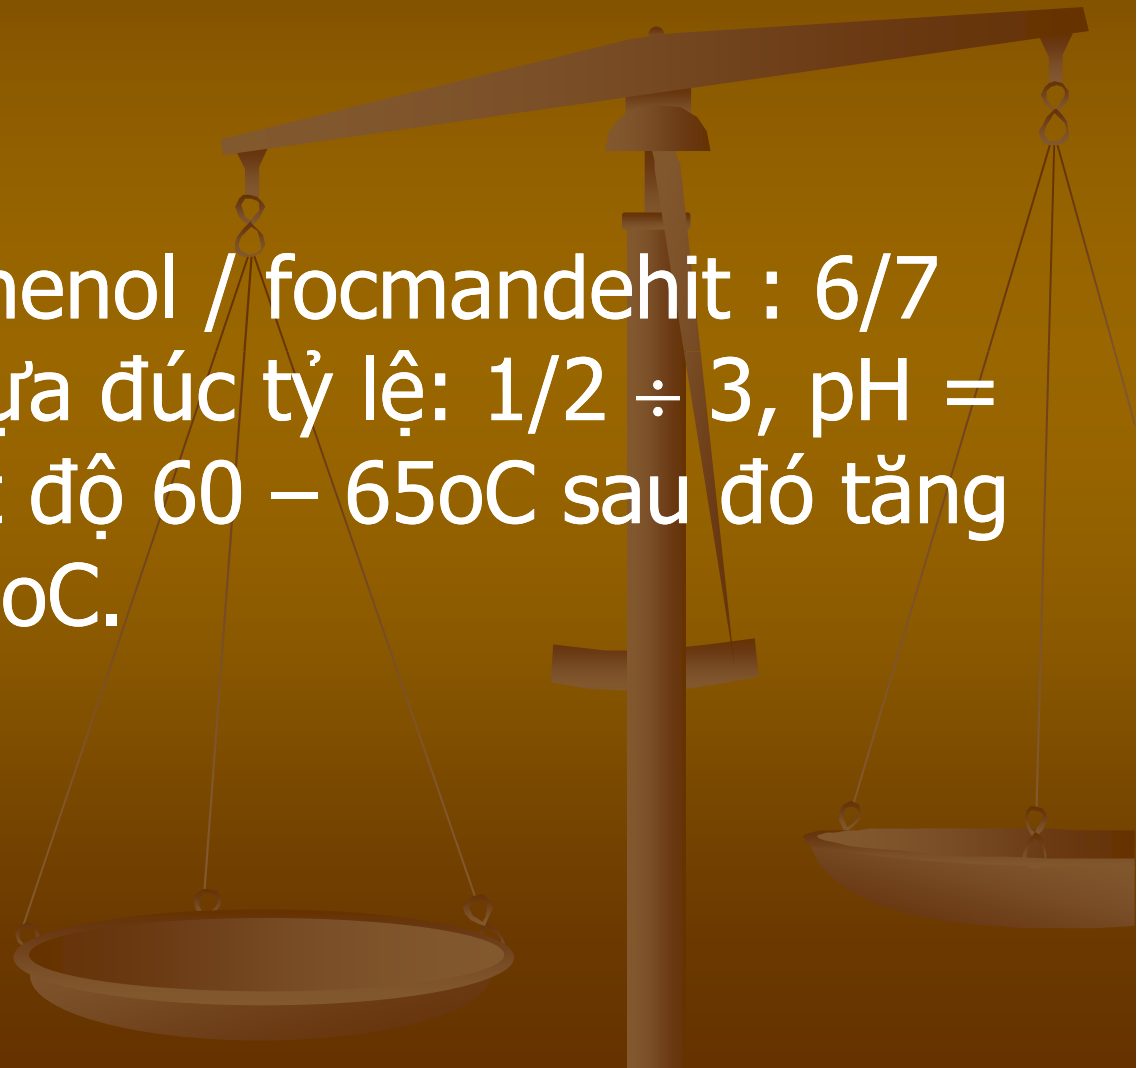 henol / focmandehit : 6/7
ựa đúc tỷ lệ: 1/2 ÷ 3, pH =
độ 60 – 65oC sau đó tăng
oC.